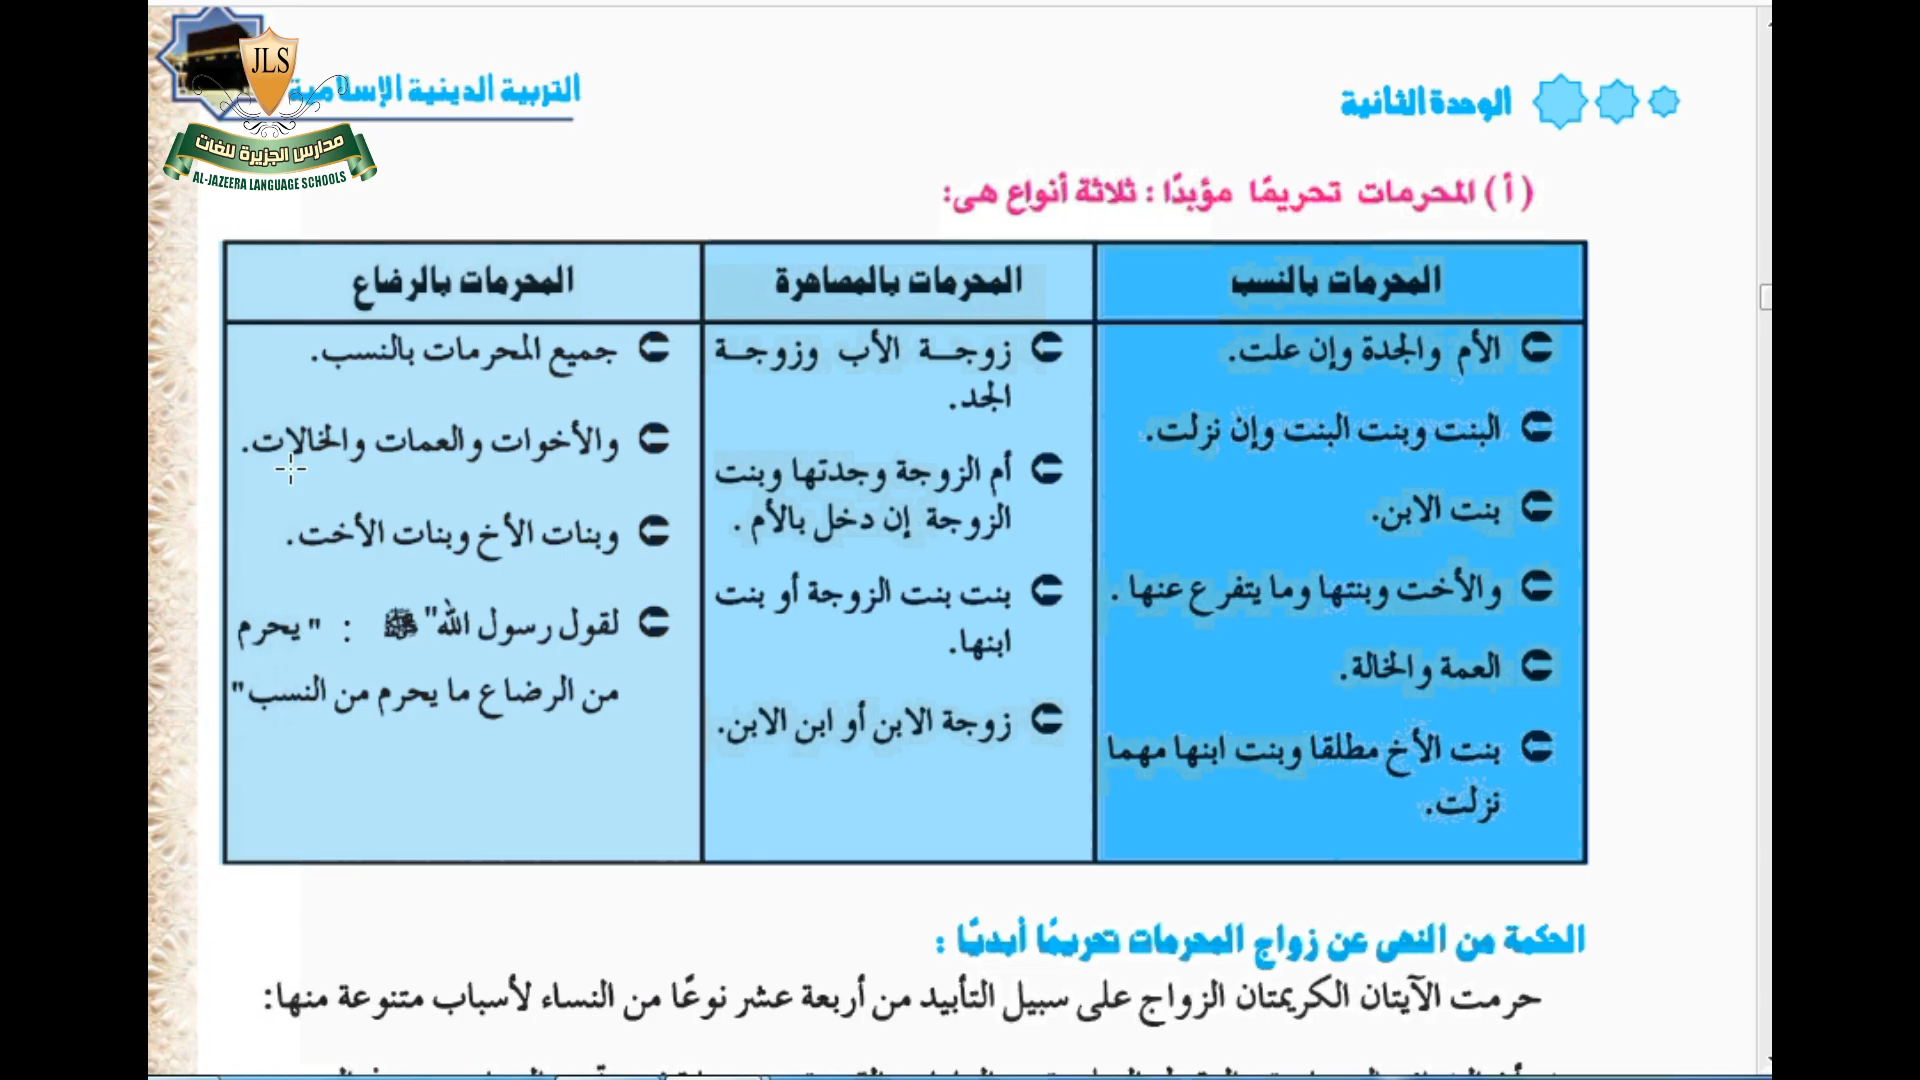 JLS
مدارس الجزيرة للغات
AL-JAZEERA LANGUAGE SCHOOLS
التربية الدينية الإسلامية
الوحدة الثانية
(أ) المحرمات تحريمًا مؤبدًا : ثلاثة أنواع هى:
المحرمات بالنسب
الأم والجدة وإن علت.
البنت وبنت البنت وإن نزلت.
بنت الابن.
والأخت وبنتها وما يتفرع عنها .
العمة والخالة.
بنت الأخ مطلقا وبنت ابنها مهما
نزلت.
المحرمات بالمصاهرة
زوجـة الأب وزوجـة
الجد.
أم الزوجة وجدتها وبنت
الزوجة إن دخل بالأم .
بنت بنت الزوجة أو بنت
ابنها.
زوجة الابن أو ابن الابن.
المحرمات بالرضاع
جميع المحرمات بالنسب.
والأخوات والعمات والخالات.
وبنات الأخ وبنات الأخت.
لقول رسول الله" ﷺ : " يحرم
من الرضاع ما يحرم من النسب"
الحكمة من النهى عن زواج المحرمات تحريمًا أبديًا :
حرمت الآيتان الكريمتان الزواج على سبيل التأبيد من أربعة عشر نوعًا من النساء لأسباب متنوعة منها: